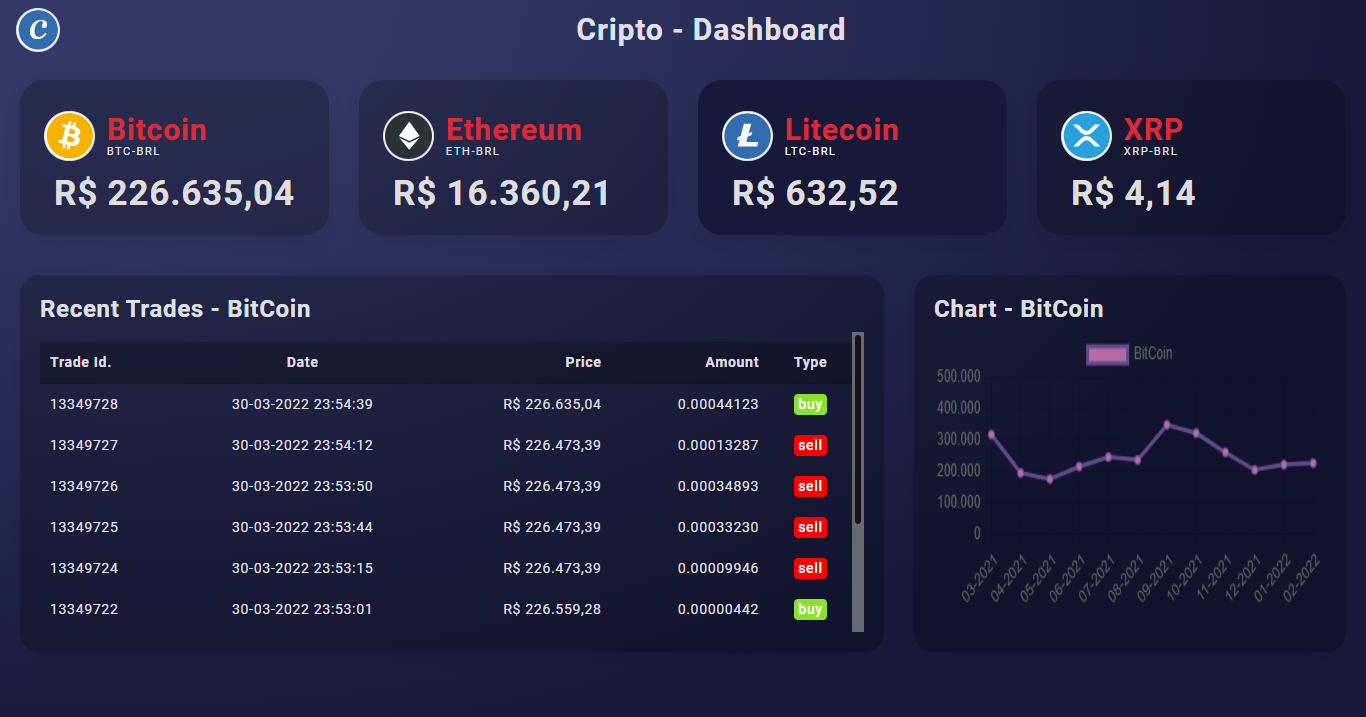 C
Cripto - Dashboard
Bitcoin
BTC-BRL
R$ 226.635,04
Ethereum
ETH-BRL
R$ 16.360,21
Litecoin
LTC-BRL
R$ 632,52
XRP
XRP-BRL
R$ 4,14
Recent Trades - BitCoin
Trade Id. Date Price Amount Type
13349728 30-03-2022 23:54:39 R$ 226.635,04 0.00044123 buy
13349727 30-03-2022 23:54:12 R$ 226.473,39 0.00013287 sell
13349726 30-03-2022 23:53:50 R$ 226.473,39 0.00034893 sell
13349725 30-03-2022 23:53:44 R$ 226.473,39 0.00033230 sell
13349724 30-03-2022 23:53:15 R$ 226.473,39 0.00009946 sell
13349722 30-03-2022 23:53:01 R$ 226.559,28 0.00000442 buy
Chart - BitCoin
BitCoin
500.000
400.000
300.000
200.000
100.000
0
03-2021 04-2021 05-2021 06-2021 07-2021 08-2021 09-2021 10-2021 11-2021 12-2021 01-2022 02-2022